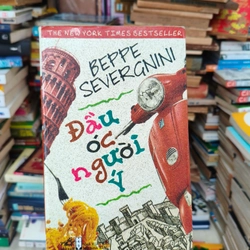 THE NEW YORK TIMES BESTSELLER
BEPPE
SEVERGNINI
Đầu
óc
người
Ý